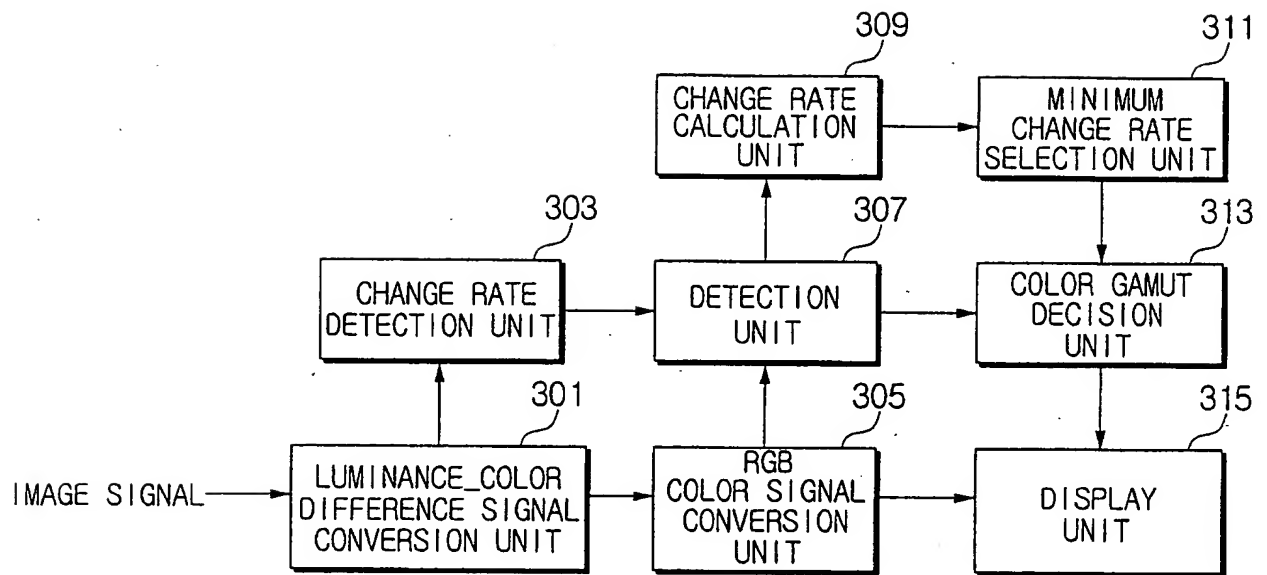 309
311
CHANGE RATE
CALCULATION
UNIT
MINIMUM
CHANGE RATE
SELECTION UNIT
303
307
313
CHANGE RATE
DETECTION UNIT
DETECTION
UNIT
COLOR GAMUT
DECISION
UNIT
301
305
315
IMAGE SIGNAL
LUMINANCE_COLOR
DIFFERENCE SIGNAL
CONVERSION UNIT
RGB
COLOR SIGNAL
CONVERSION
UNIT
DISPLAY
UNIT